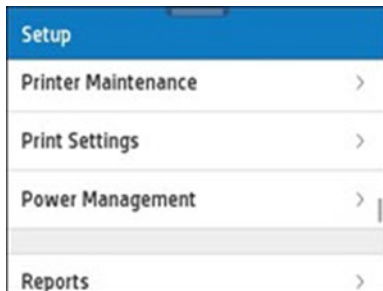 Setup
Printer Maintenance
Print Settings
Power Management
Reports